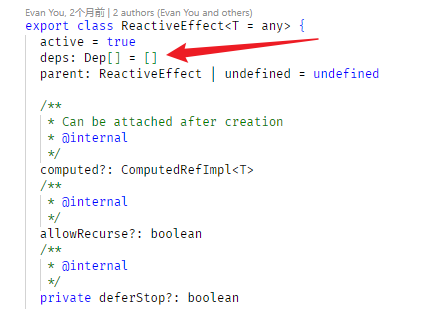 Evan You, 2个月前 | 2 authors (Evan You and others)
export class ReactiveEffect<T = any> {
  active = true
  deps: Dep[] = []
  parent: ReactiveEffect | undefined = undefined

  /**
   * Can be attached after creation
   * @internal
   */
  computed?: ComputedRefImpl<T>
  /**
   * @internal
   */
  allowRecurse?: boolean
  /**
   * @internal
   */
  private deferStop?: boolean